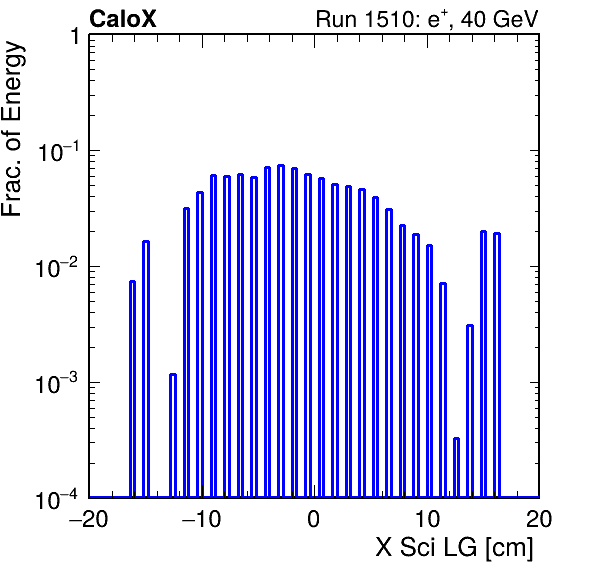 CaloX
Run 1510: e⁺, 40 GeV
Frac. of Energy
1
10⁻¹
10⁻²
10⁻³
10⁻⁴
−20
−10
0
10
20
X Sci LG [cm]